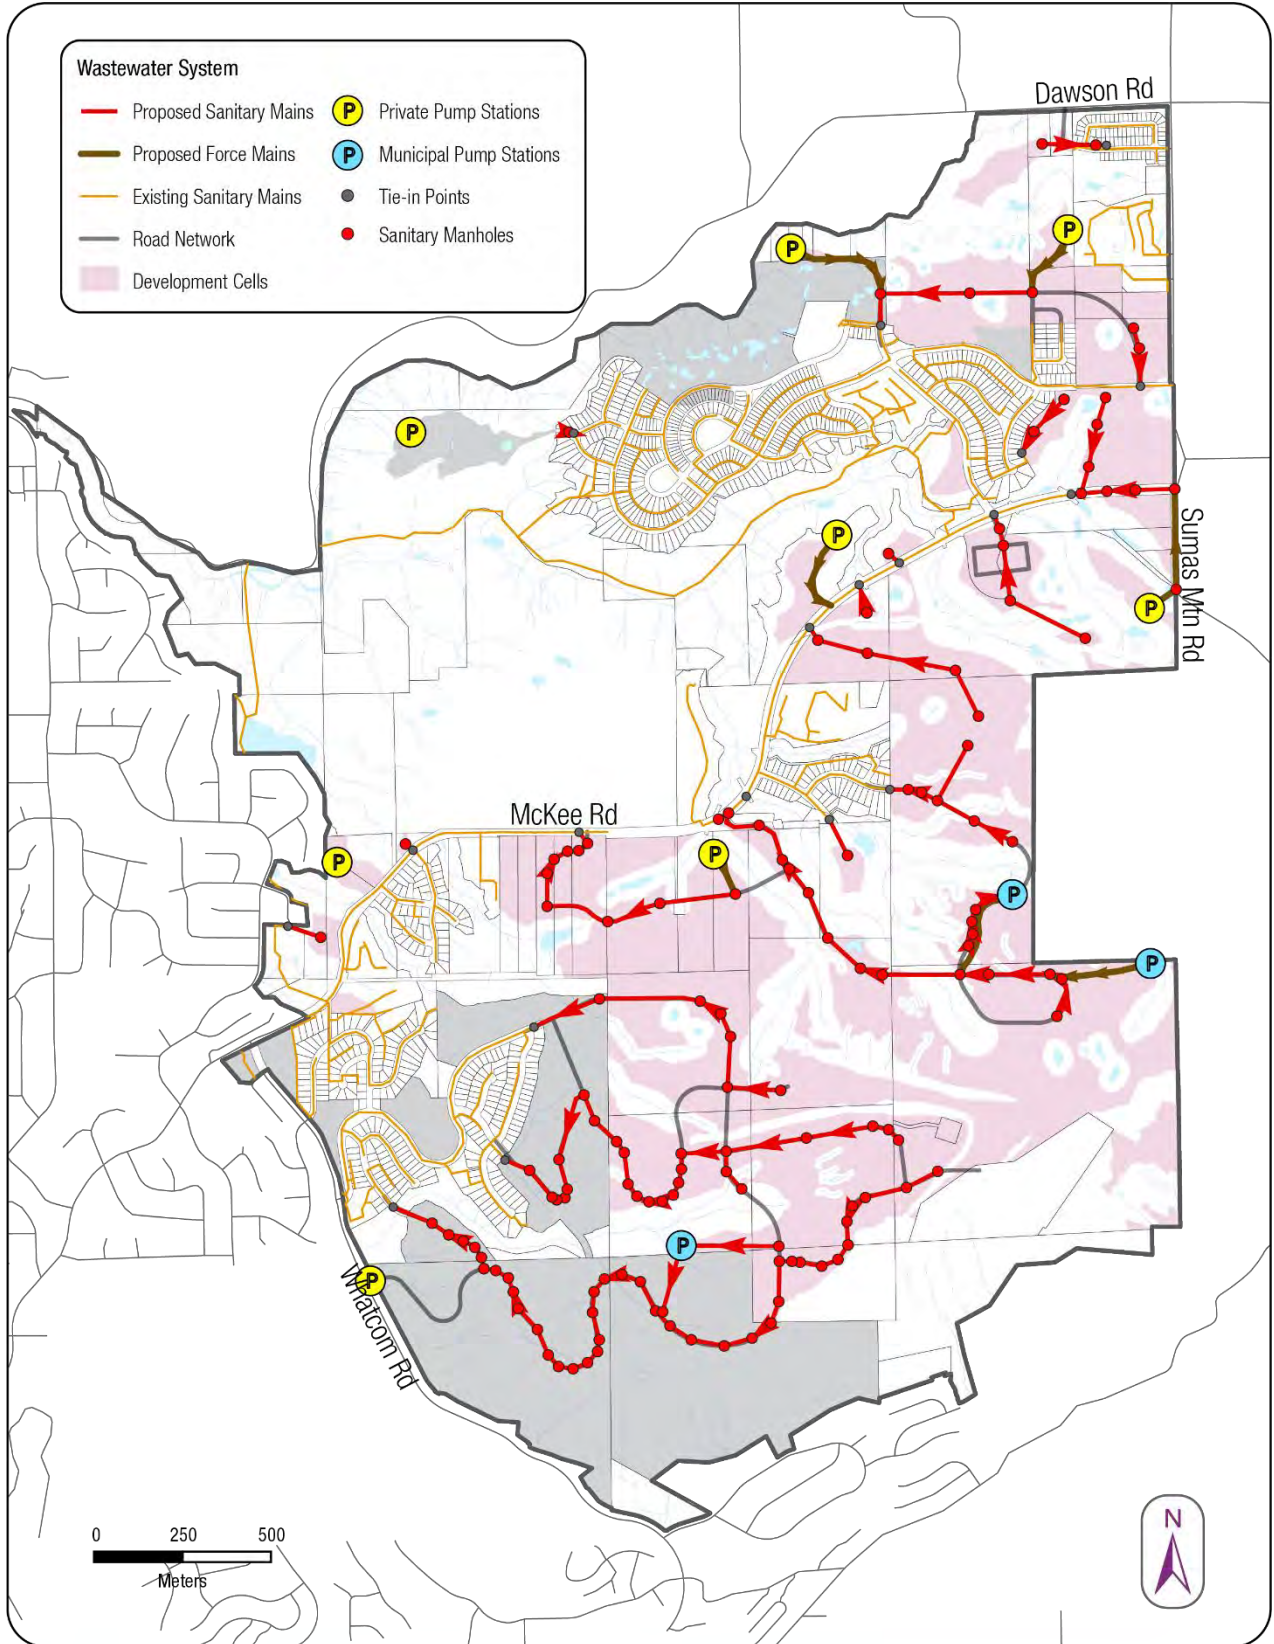 Wastewater System
Proposed Sanitary Mains
P Private Pump Stations
Proposed Force Mains
P Municipal Pump Stations
Existing Sanitary Mains
Tie-in Points
Road Network
Sanitary Manholes
Development Cells
Dawson Rd
P
P
P
P
Sumas Mtn Rd
P
McKee Rd
P
P
P
P
P
P
Whatcom Rd
0 250 500
Meters
N